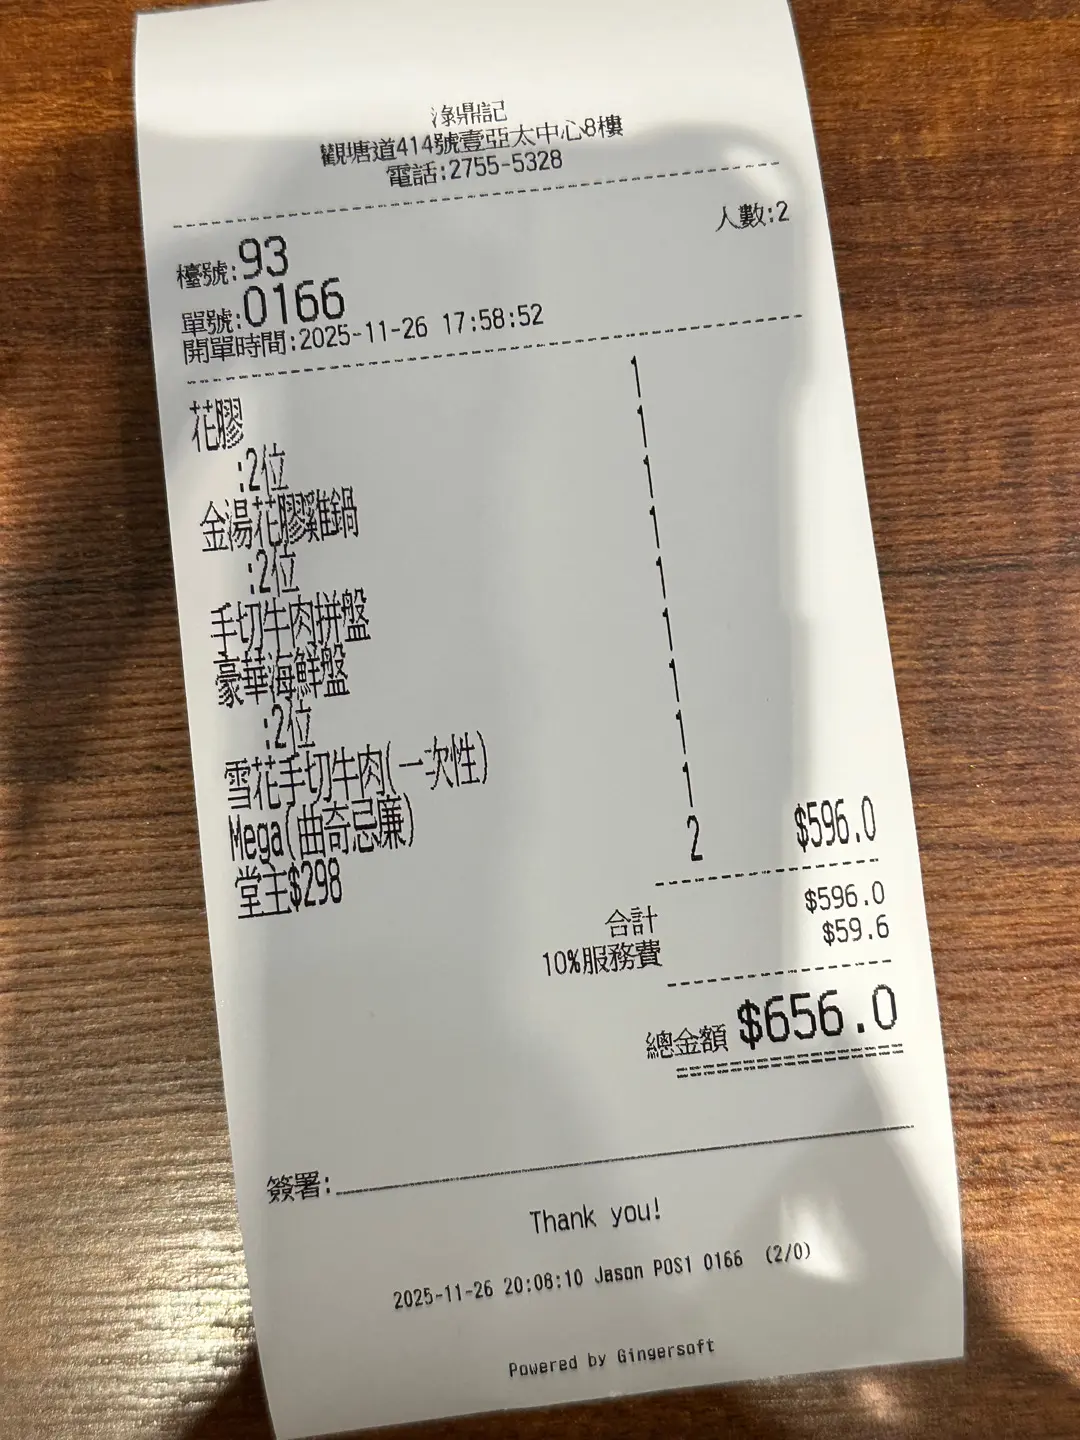 淥鼎記
觀塘道414號壹亞太中心8樓
電話:2755-5328
人數:2
檯號:93
單號:0166
開單時間:2025-11-26 17:58:52
花膠 1
:2位 1
金湯花膠雞鍋 1
:2位 1
手切牛肉拼盤 1
豪華海鮮盤 1
:2位 1
雪花手切牛肉(一次性) 1
Mega(曲奇忌廉) 1
堂主$298 2 $596.0
合計 $596.0
10%服務費 $59.6
總金額 $656.0
簽署:
Thank you!
2025-11-26 20:08:10 Jason POS1 0166 (2/0)
Powered by Gingersoft